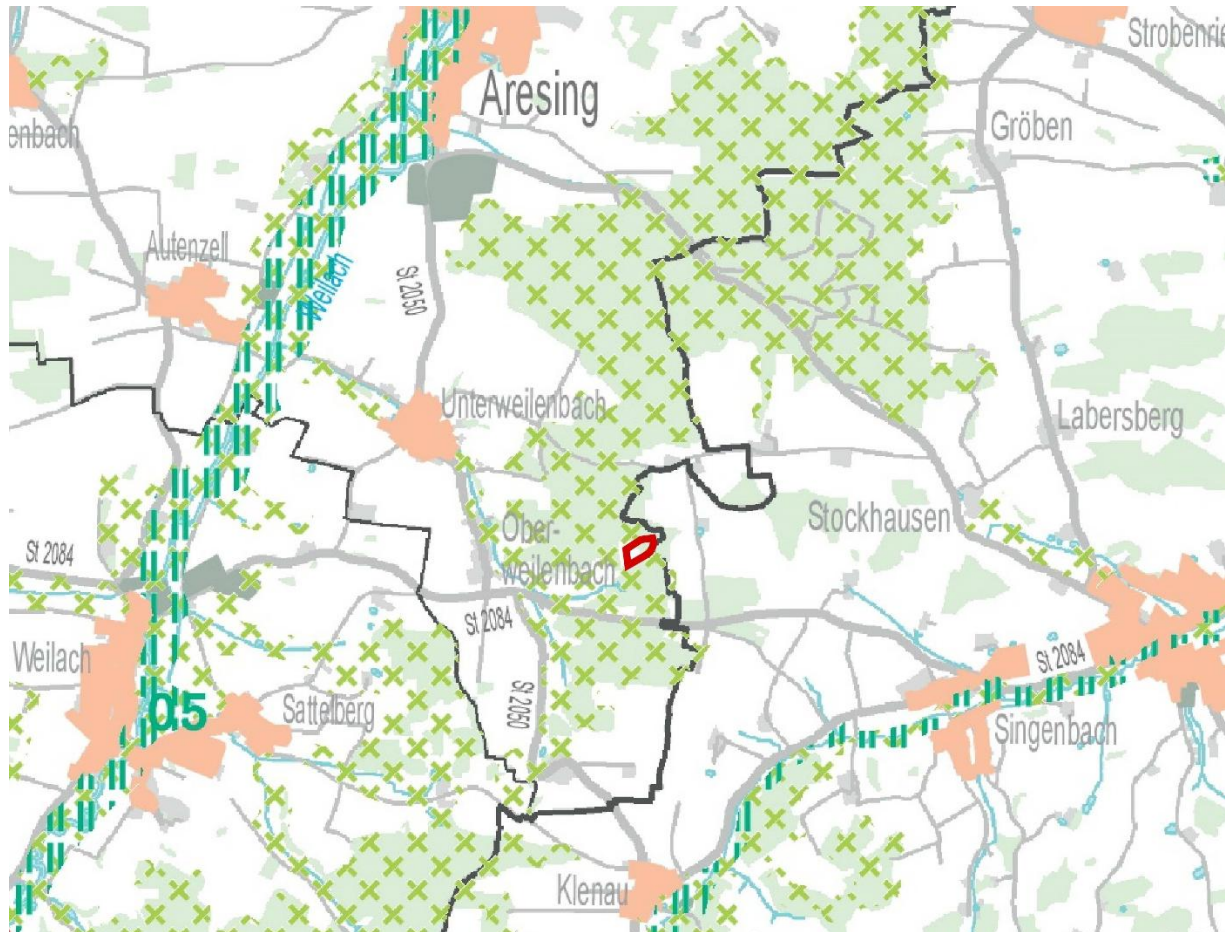 Strobenrie
Aresing
enbach
Gröben
Autenzell
Weilach
St 2050
Unterweilenbach
Labersberg
Ober-
weilenbach
Stockhausen
St 2084
St 2084
Weilach
05
Sattelberg
St 2050
St 2084
Singenbach
Klenau